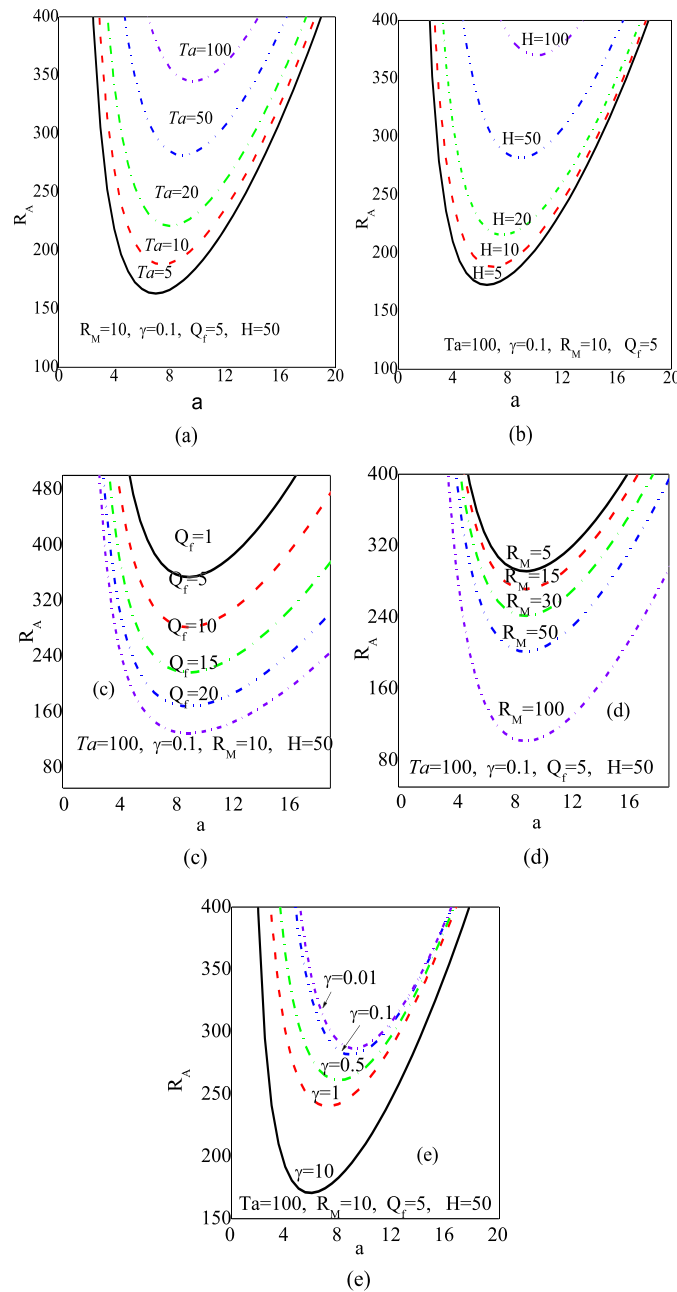 400
350
300
250
200
150
100
R_A
Ta=100
Ta=50
Ta=20
Ta=10
Ta=5
R_M=10, γ=0.1, Q_f=5, H=50
0 4 8 12 16 20
a
(a)
400
350
300
250
200
150
100
R_A
H=100
H=50
H=20
H=10
H=5
Ta=100, γ=0.1, R_M=10, Q_f=5
0 4 8 12 16 20
a
(b)
480
400
320
240
160
80
R_A
Q_f=1
Q_f=5
Q_f=10
Q_f=15
Q_f=20
(c)
Ta=100, γ=0.1, R_M=10, H=50
0 4 8 12 16
a
(c)
400
320
240
160
80
R_A
R_M=5
R_M=15
R_M=30
R_M=50
R_M=100
(d)
Ta=100, γ=0.1, Q_f=5, H=50
0 4 8 12 16
a
(d)
400
350
300
250
200
150
R_A
γ=0.01
γ=0.1
γ=0.5
γ=1
γ=10
(e)
Ta=100, R_M=10, Q_f=5, H=50
0 4 8 12 16 20
a
(e)